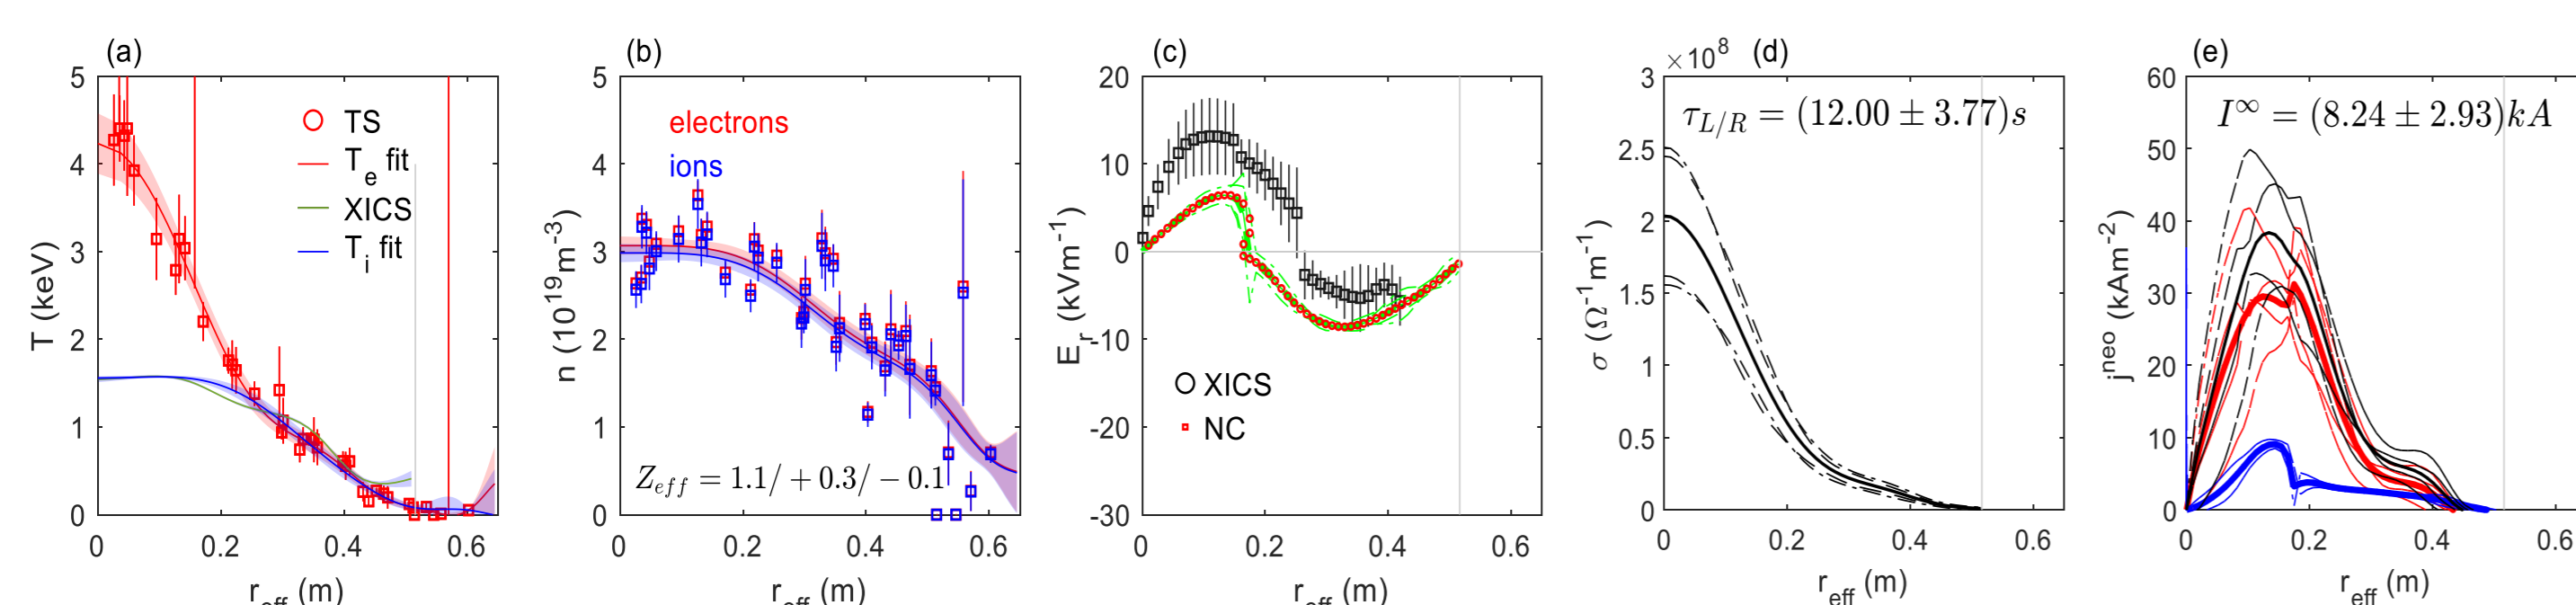 (a)
5
4
3
2
1
0
T (keV)
TS
T_e fit
XICS
T_i fit
0 0.2 0.4 0.6
r_eff (m)
(b)
5
4
3
2
1
0
n (10^19 m^-3)
electrons
ions
Z_eff = 1.1/ + 0.3/ − 0.1
0 0.2 0.4 0.6
r_eff (m)
(c)
20
10
0
-10
-20
-30
E_r (kVm^-1)
XICS
NC
0 0.2 0.4 0.6
r_eff (m)
×10^8 (d)
3
2.5
2
1.5
1
0.5
0
σ (Ω^-1 m^-1)
τ_L/R = (12.00 ± 3.77)s
0 0.2 0.4 0.6
r_eff (m)
(e)
60
50
40
30
20
10
0
j^neo (kAm^-2)
I^∞ = (8.24 ± 2.93)kA
0 0.2 0.4 0.6
r_eff (m)